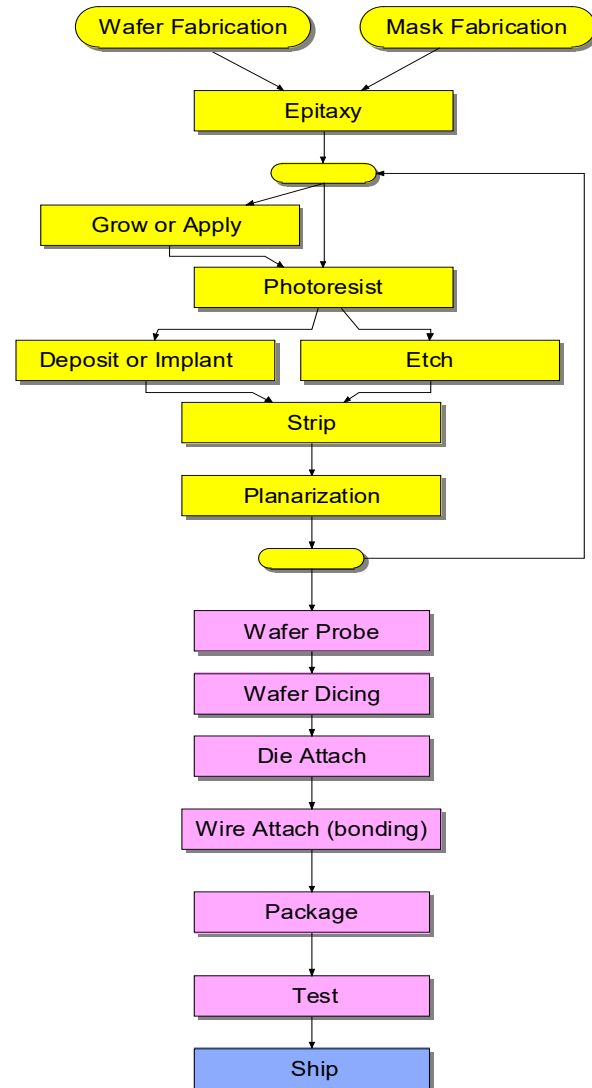 Wafer Fabrication
Mask Fabrication
Epitaxy
Grow or Apply
Photoresist
Deposit or Implant
Etch
Strip
Planarization
Wafer Probe
Wafer Dicing
Die Attach
Wire Attach (bonding)
Package
Test
Ship